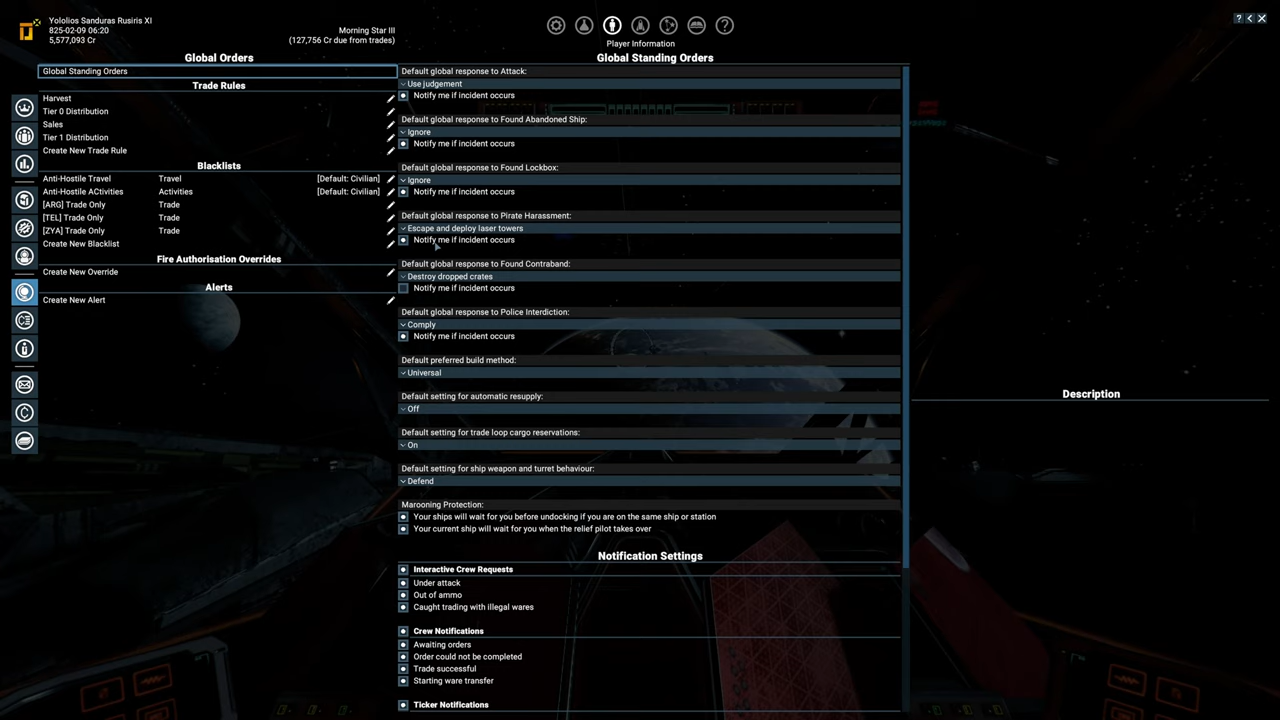 Yololios Sanduras Rusiris XI
825-02-09 06:20
5,577,093 Cr
Morning Star III
(127,756 Cr due from trades)
Player Information
Global Orders
Global Standing Orders
Trade Rules
Harvest
Tier 0 Distribution
Sales
Tier 1 Distribution
Create New Trade Rule
Blacklists
Anti-Hostile Travel Travel [Default: Civilian]
Anti-Hostile ACtivities Activities [Default: Civilian]
[ARG] Trade Only Trade
[TEL] Trade Only Trade
[ZYA] Trade Only Trade
Create New Blacklist
Fire Authorisation Overrides
Create New Override
Alerts
Create New Alert
Global Standing Orders
Default global response to Attack:
Use judgement
Notify me if incident occurs
Default global response to Found Abandoned Ship:
Ignore
Notify me if incident occurs
Default global response to Found Lockbox:
Ignore
Notify me if incident occurs
Default global response to Pirate Harassment:
Escape and deploy laser towers
Notify me if incident occurs
Default global response to Found Contraband:
Destroy dropped crates
Notify me if incident occurs
Default global response to Police Interdiction:
Comply
Notify me if incident occurs
Default preferred build method:
Universal
Default setting for automatic resupply:
Off
Default setting for trade loop cargo reservations:
On
Default setting for ship weapon and turret behaviour:
Defend
Marooning Protection:
Your ships will wait for you before undocking if you are on the same ship or station
Your current ship will wait for you when the relief pilot takes over
Notification Settings
Interactive Crew Requests
Under attack
Out of ammo
Caught trading with illegal wares
Crew Notifications
Awaiting orders
Order could not be completed
Trade successful
Starting ware transfer
Ticker Notifications
Description